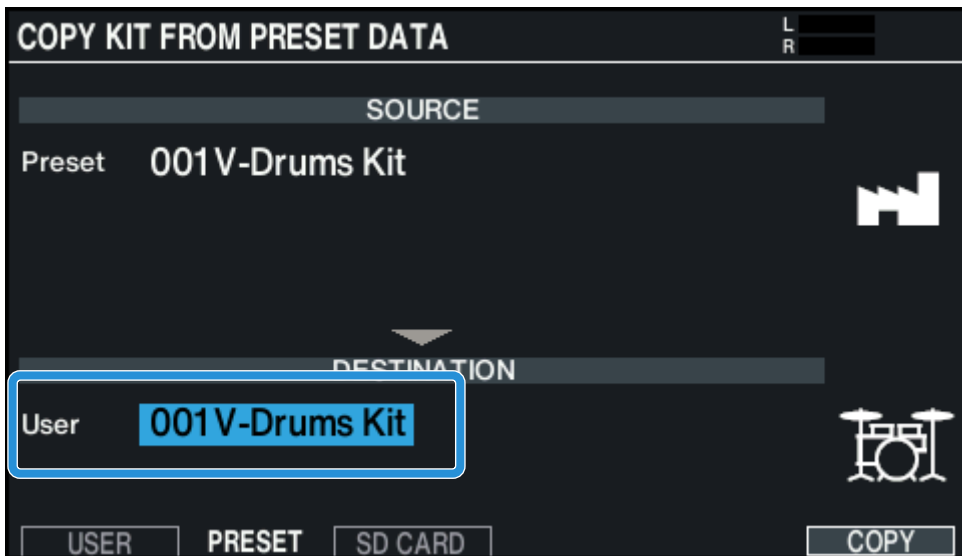 COPY KIT FROM PRESET DATA
L
R
SOURCE
Preset 001 V-Drums Kit
DESTINATION
User 001 V-Drums Kit
USER PRESET SD CARD COPY